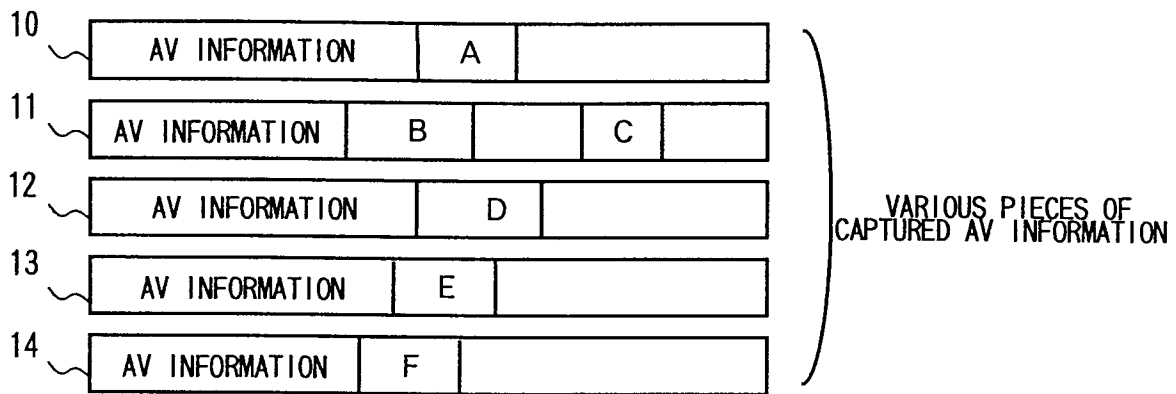 10 AV INFORMATION A
11 AV INFORMATION B C
12 AV INFORMATION D
13 AV INFORMATION E
14 AV INFORMATION F
VARIOUS PIECES OF
CAPTURED AV INFORMATION